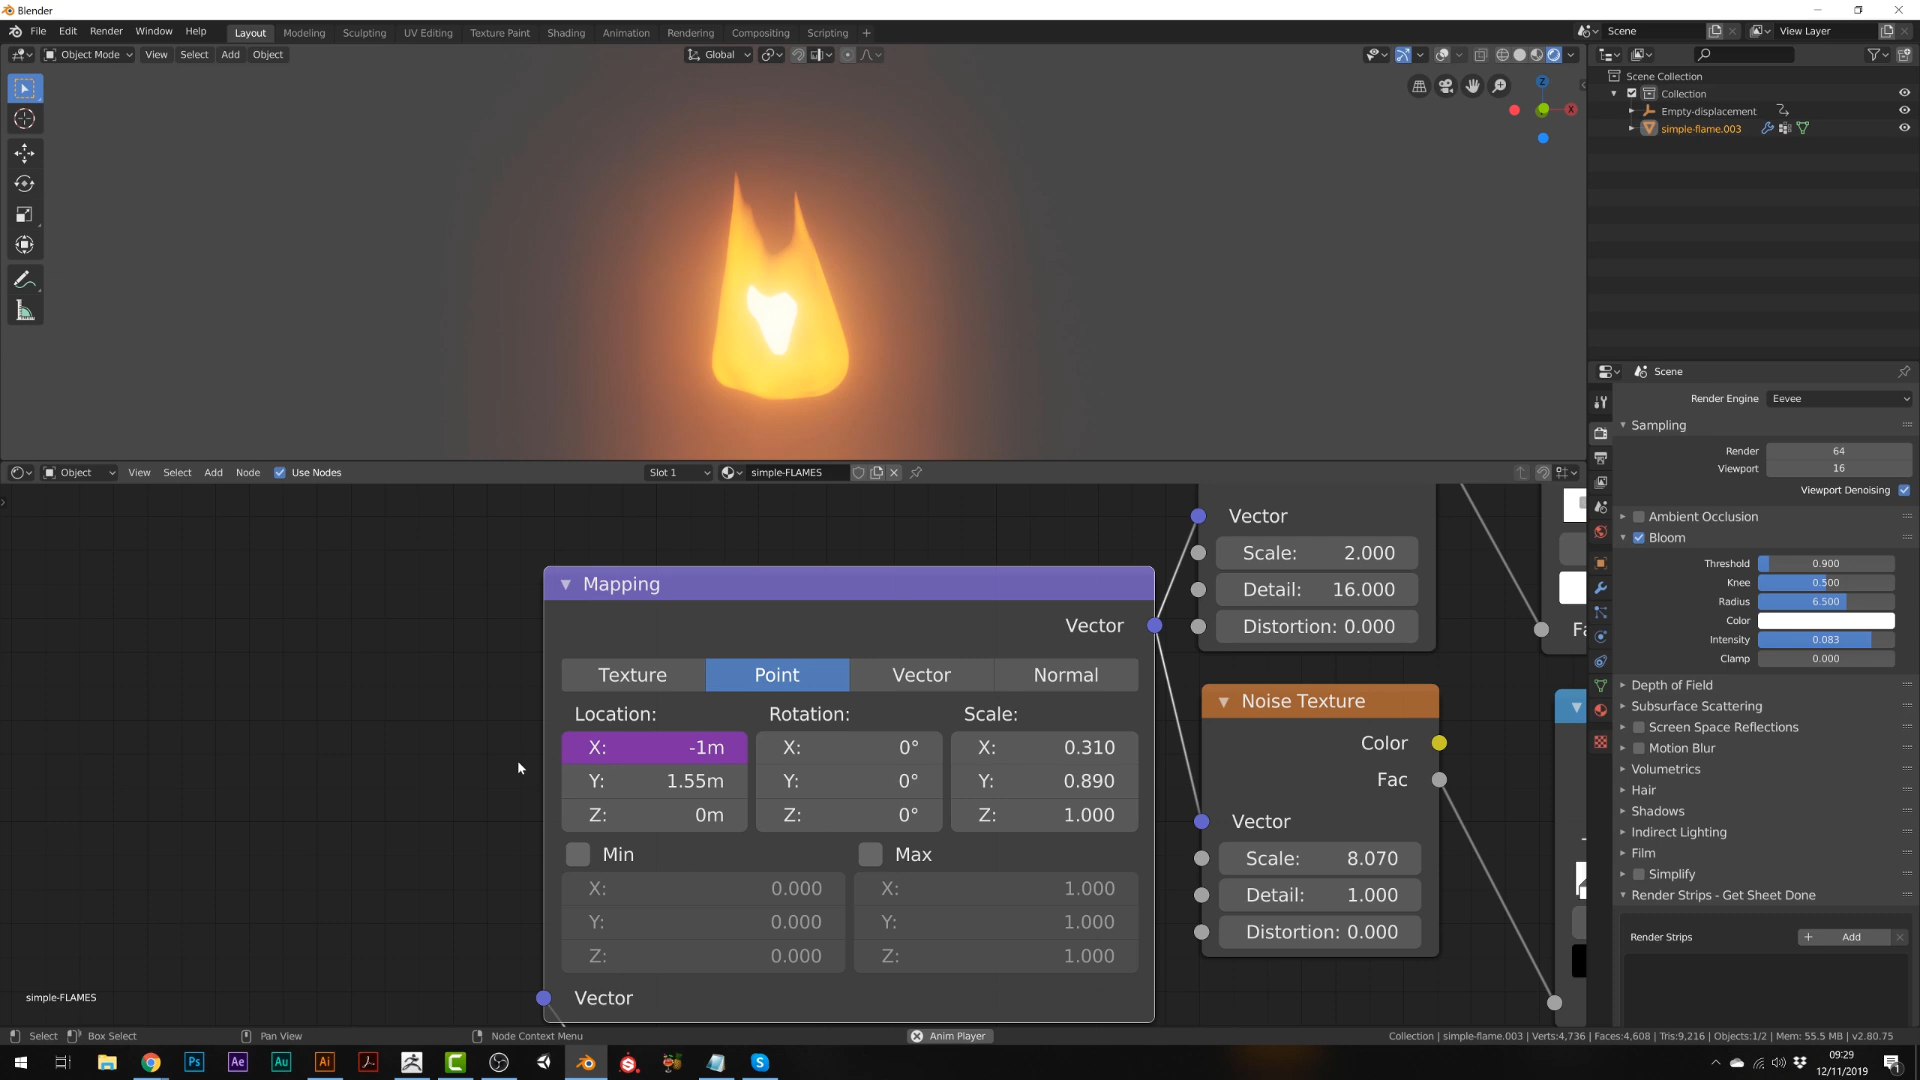 Blender
File Edit Render Window Help Layout Modeling Sculpting UV Editing Texture Paint Shading Animation Rendering Compositing Scripting + Scene View Layer
Object Mode View Select Add Object Global
Z
X
Scene Collection
Collection
Empty-displacement
simple-flame.003
Scene
Render Engine Eevee
Sampling
Render 64
Viewport 16
Viewport Denoising
Ambient Occlusion
Bloom
Threshold 0.900
Knee 0.500
Radius 6.500
Color
Intensity 0.083
Clamp 0.000
Depth of Field
Subsurface Scattering
Screen Space Reflections
Motion Blur
Volumetrics
Hair
Shadows
Indirect Lighting
Film
Simplify
Render Strips - Get Sheet Done
Render Strips + Add
Object View Select Add Node Use Nodes Slot 1 simple-FLAMES
Vector
Scale: 2.000
Detail: 16.000
Distortion: 0.000
Mapping
Vector
Texture Point Vector Normal
Location: Rotation: Scale:
X: -1m X: 0° X: 0.310
Y: 1.55m Y: 0° Y: 0.890
Z: 0m Z: 0° Z: 1.000
Min Max
X: 0.000 X: 1.000
Y: 0.000 Y: 1.000
Z: 0.000 Z: 1.000
Vector
Noise Texture
Color
Fac
Vector
Scale: 8.070
Detail: 1.000
Distortion: 0.000
simple-FLAMES
Select Box Select Pan View Node Context Menu Anim Player Collection | simple-flame.003 | Verts:4,736 | Faces:4,608 | Tris:9,216 | Objects:1/2 | Mem: 55.5 MB | v2.80.75
Ps Ae Au Ai
09:29
12/11/2019